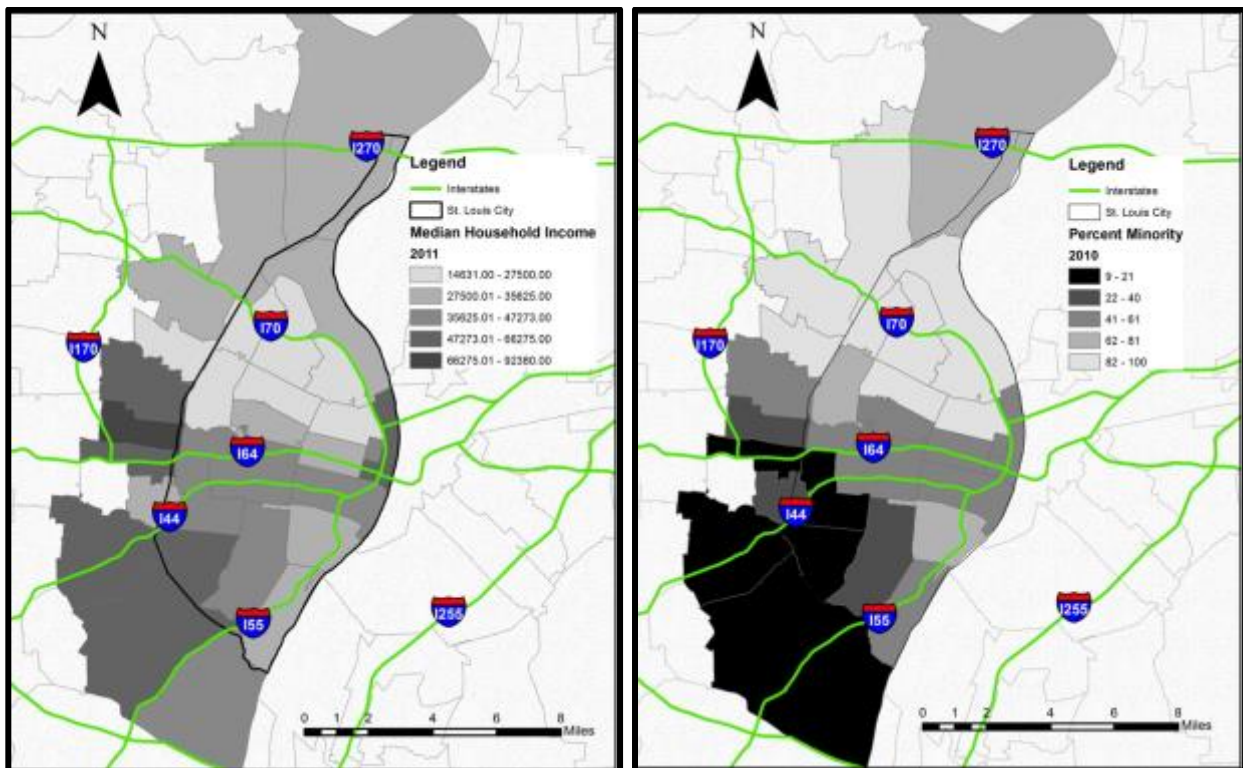 N
I270
Legend
Interstates
St. Louis City
Median Household Income
2011
14631.00 - 27500.00
27500.01 - 35625.00
35625.01 - 47273.00
47273.01 - 66275.00
66275.01 - 92360.00
I70
I170
I64
I44
I55
I255
0 1 2 4 6 8
Miles
N
I270
Legend
Interstates
St. Louis City
Percent Minority
2010
9 - 21
22 - 40
41 - 61
62 - 81
82 - 100
I70
I170
I64
I44
I55
I255
0 1 2 4 6 8
Miles